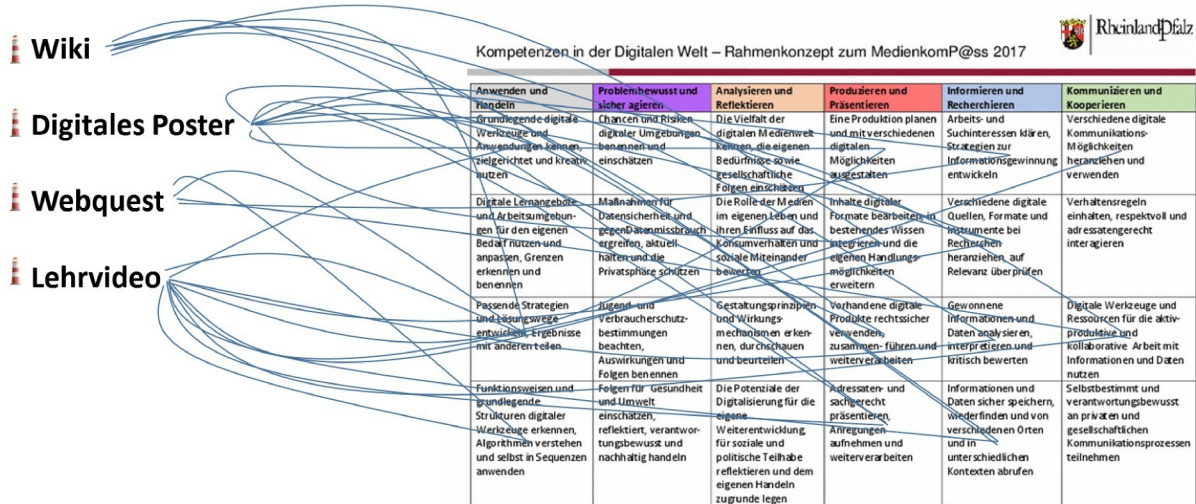 Wiki
Digitales Poster
Webquest
Lehrvideo
RheinlandPfalz
Kompetenzen in der Digitalen Welt – Rahmenkonzept zum MedienkomP@ss 2017
Anwenden und
Handeln
Problembewusst und
sicher agieren
Analysieren und
Reflektieren
Produzieren und
Präsentieren
Informieren und
Recherchieren
Kommunizieren und
Kooperieren
Grundlegende digitale
Werkzeuge und
Anwendungen kennen,
zielgerichtet und kreativ
nutzen
Chancen und Risiken
digitaler Umgebungen
benennen und
einschätzen
Die Vielfalt der
digitalen Medienwelt
kennen, die eigenen
Bedürfnisse sowie
gesellschaftliche
Folgen einschätzen
Eine Produktion planen
und mit verschiedenen
digitalen
Möglichkeiten
ausgestalten
Arbeits- und
Suchinteressen klären,
Strategien zur
Informationsgewinnung
entwickeln
Verschiedene digitale
Kommunikations-
Möglichkeiten
heranziehen und
verwenden
Digitale Lernangebote
und Arbeitsumgebun-
gen für den eigenen
Bedarf nutzen und
anpassen, Grenzen
erkennen und
benennen
Maßnahmen für
Datensicherheit und
gegenDatenmissbrauch
ergreifen, aktuell
halten und die
Privatsphäre schützen
Die Rolle der Medien
im eigenen Leben und
ihren Einfluss auf das
Konsumverhalten und
soziale Miteinander
bewerten
Inhalte digitaler
Formate bearbeiten, in
bestehendes Wissen
integrieren und die
eigenen Handlungs-
möglichkeiten
erweitern
Verschiedene digitale
Quellen, Formate und
Instrumente bei
Recherchen
heranziehen, auf
Relevanz überprüfen
Verhaltensregeln
einhalten, respektvoll und
adressatengerecht
interagieren
Passende Strategien
und Lösungswege
entwickeln, Ergebnisse
mit anderen teilen
Jugend- und
Verbraucherschutz-
bestimmungen
beachten,
Auswirkungen und
Folgen benennen
Gestaltungsprinzipien
und Wirkungs-
mechanismen erken-
nen, durchschauen
und beurteilen
Vorhandene digitale
Produkte rechtssicher
verwenden,
zusammen- führen und
weiterverarbeiten
Gewonnene
Informationen und
Daten analysieren,
interpretieren und
kritisch bewerten
Digitale Werkzeuge und
Ressourcen für die aktiv-
produktive und
kollaborative Arbeit mit
Informationen und Daten
nutzen
Funktionsweisen und
grundlegende
Strukturen digitaler
Werkzeuge erkennen,
Algorithmen verstehen
und selbst in Sequenzen
anwenden
Folgen für Gesundheit
und Umwelt
einschätzen,
reflektiert, verantwor-
tungsbewusst und
nachhaltig handeln
Die Potenziale der
Digitalisierung für die
eigene
Weiterentwicklung,
für soziale und
politische Teilhabe
reflektieren und dem
eigenen Handeln
zugrunde legen
Adressaten- und
sachgerecht
präsentieren,
Anregungen
aufnehmen und
weiterverarbeiten
Informationen und
Daten sicher speichern,
wiederfinden und von
verschiedenen Orten
und in
unterschiedlichen
Kontexten abrufen
Selbstbestimmt und
verantwortungsbewusst
an privaten und
gesellschaftlichen
Kommunikationsprozessen
teilnehmen